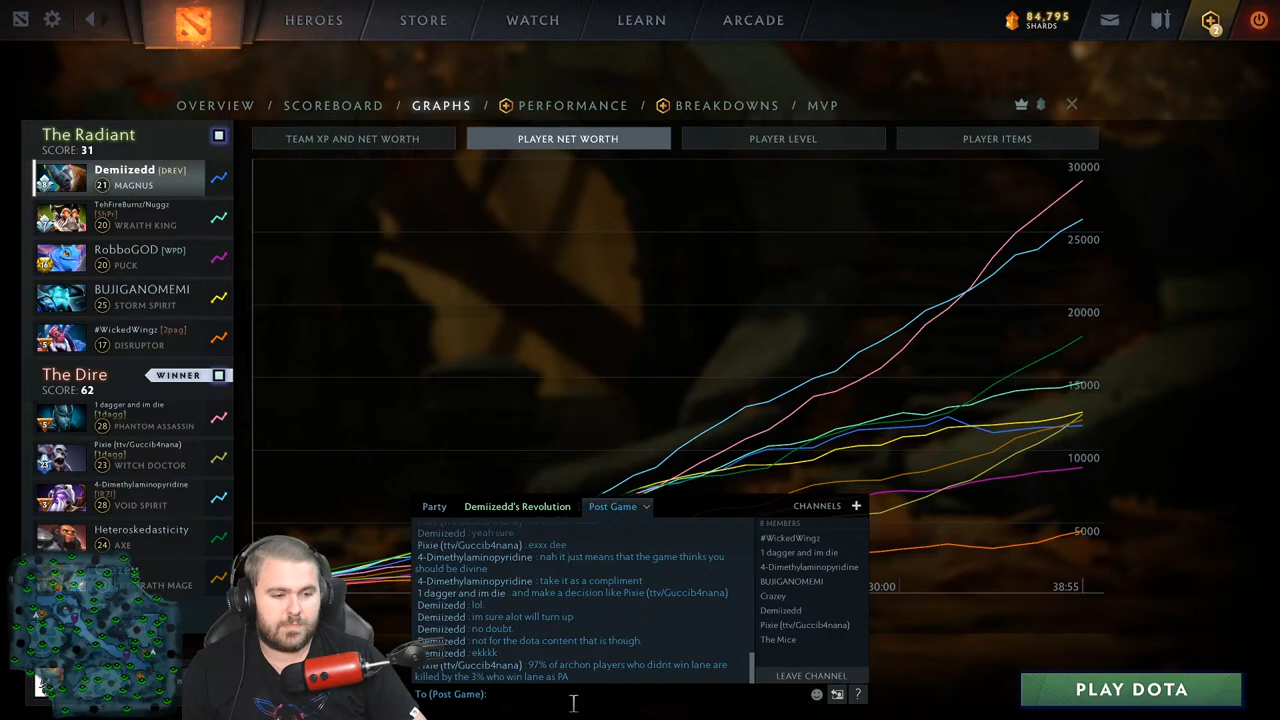 HEROES
STORE
WATCH
LEARN
ARCADE
84,795
SHARDS
2
OVERVIEW / SCOREBOARD / GRAPHS / PERFORMANCE / BREAKDOWNS / MVP
The Radiant
SCORE: 31
TEAM XP AND NET WORTH
PLAYER NET WORTH
PLAYER LEVEL
PLAYER ITEMS
Demiizedd [DREV]
21 MAGNUS
TehFireBurnz/Nuggz
[ShPr]
20 WRAITH KING
RobboGOD [WPD]
20 PUCK
BUJIGANOMEMI
25 STORM SPIRIT
#WickedWingz [2pag]
17 DISRUPTOR
The Dire
WINNER
SCORE: 62
1 dagger and im die
[1dagg]
28 PHANTOM ASSASSIN
Pixie (ttv/Guccib4nana)
[1dagg]
23 WITCH DOCTOR
4-Dimethylaminopyridine
28 VOID SPIRIT
Heteroskedasticity
24 AXE
30000
25000
20000
15000
10000
5000
30:00
38:55
Party
Demiizedd's Revolution
Post Game
CHANNELS +
Demiizedd : yeah sure
Pixie (ttv/Guccib4nana) : exxx dee
4-Dimethylaminopyridine : nah it just means that the game thinks you
should be divine
4-Dimethylaminopyridine : take it as a compliment
1 dagger and im die : and make a decision like Pixie (ttv/Guccib4nana)
Demiizedd : lol.
Demiizedd : im sure alot will turn up
Demiizedd : no doubt.
Demiizedd : not for the dota content that is though.
Demiizedd : ekkkk
Pixie (ttv/Guccib4nana) : 97% of archon players who didnt win lane are
killed by the 3% who win lane as PA
To (Post Game):
8 MEMBERS
#WickedWingz
1 dagger and im die
4-Dimethylaminopyridine
BUJIGANOMEMI
Crazey
Demiizedd
Pixie (ttv/Guccib4nana)
The Mice
LEAVE CHANNEL
?
PLAY DOTA